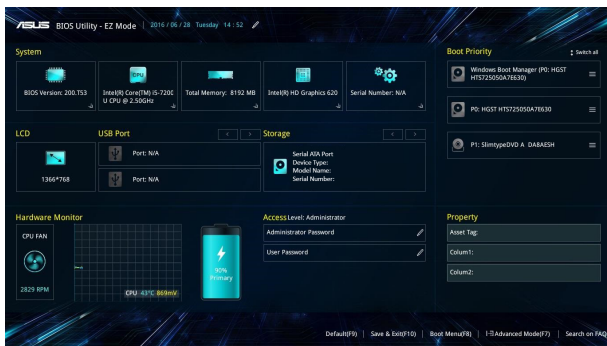 ASUS BIOS Utility - EZ Mode 2016 / 06 / 28 Tuesday 14 : 52
System
BIOS Version: 200.T53
CPU
Intel(R) Core(TM) i5-7200
U CPU @ 2.50GHz
Total Memory: 8192 MB
Intel(R) HD Graphics 620
Serial Number: N/A
Boot Priority
Switch all
Windows Boot Manager (P0: HGST
HTS725050A7E630)
P0: HGST HTS725050A7E630
P1: SlimtypeDVD A DA8AESH
LCD
1366*768
USB Port
Port: N/A
Port: N/A
Storage
Serial ATA Port
Device Type:
Model Name:
Serial Number:
Hardware Monitor
CPU FAN
2829 RPM
CPU 43°C 869mV
90%
Primary
Access Level: Administrator
Administrator Password
User Password
Property
Asset Tag:
Colum1:
Colum2:
Default(F9) | Save & Exit(F10) | Boot Menu(F8) | Advanced Mode(F7) | Search on FAQ